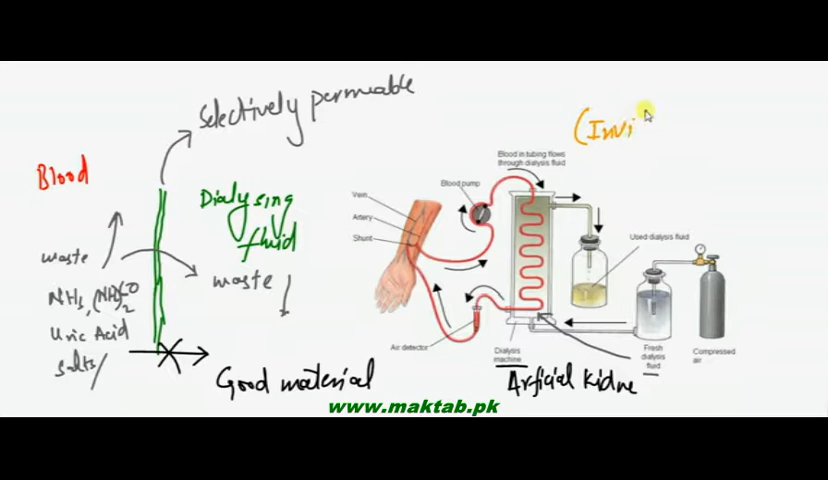 Selectively permeable
(Invi
Blood
Dialysing
fluid
waste
NH3, (NH2)2CO
Uric Acid
Salts/
waste
Good material
Blood in tubing flows
through dialysis fluid
Blood pump
Vein
Artery
Shunt
Used dialysis fluid
Air detector
Dialysis
machine
Fresh
dialysis
fluid
Compressed
air
Arficial kidne
www.maktab.pk